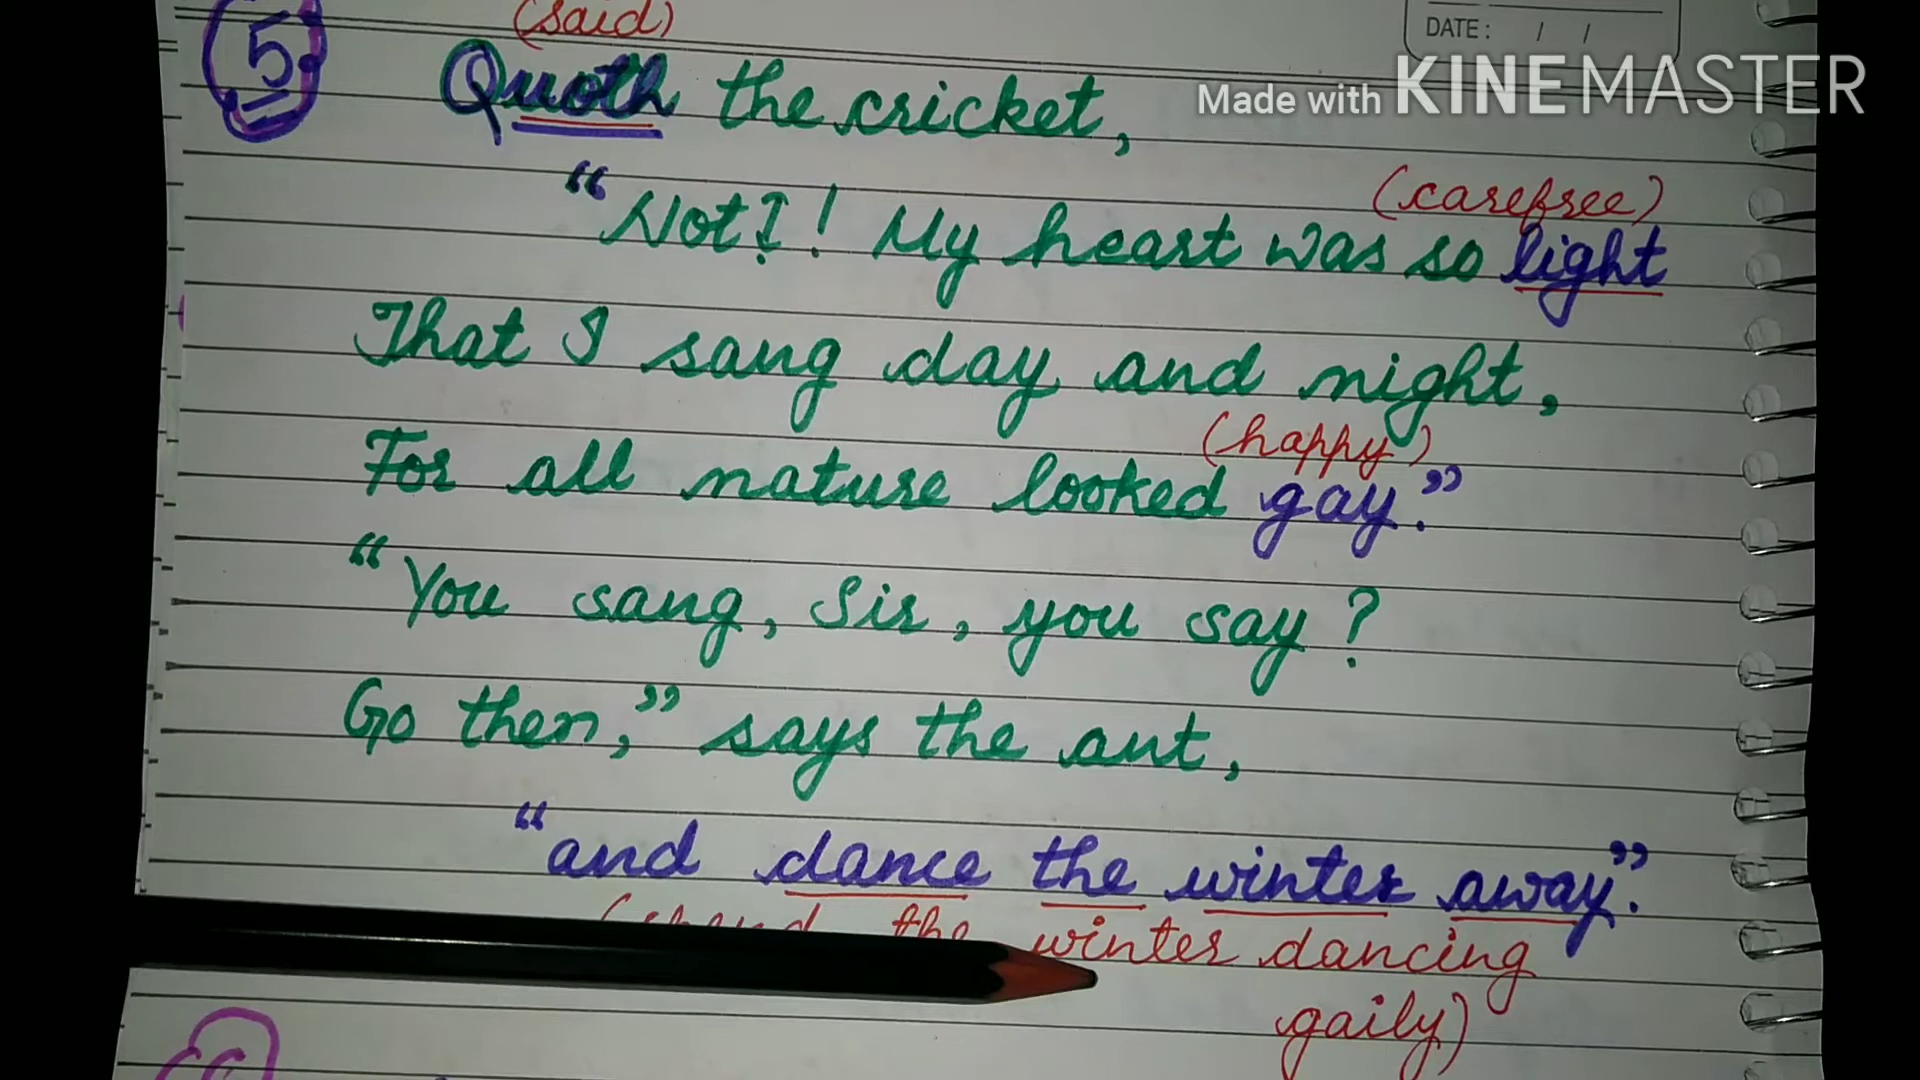 (said)
DATE: / /
5 Quoth the cricket,
Made with KINEMASTER
(carefree)
"Not I! My heart was so light
That I sang day and night,
(happy)
For all nature looked gay."
"You sang, Sir, you say?
Go then," says the ant,
"and dance the winter away."
(spend the winter dancing
gaily)